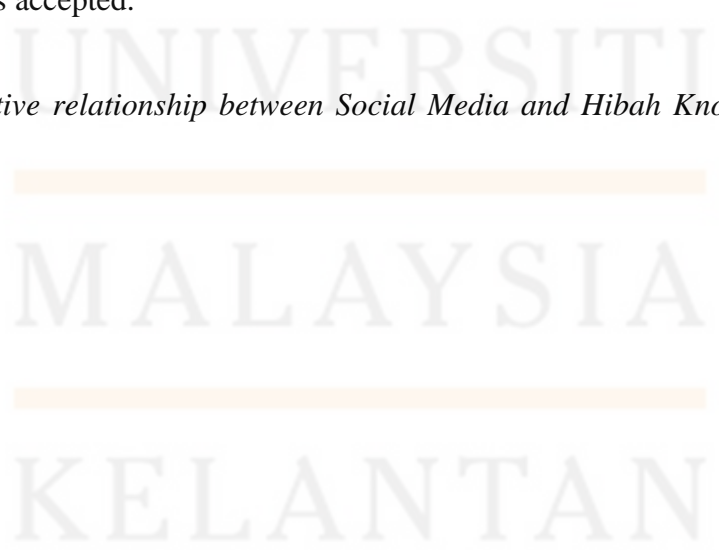 s accepted.
UNIVERSITI
tive relationship between Social Media and Hibah Kno
MALAYSIA
KELANTAN